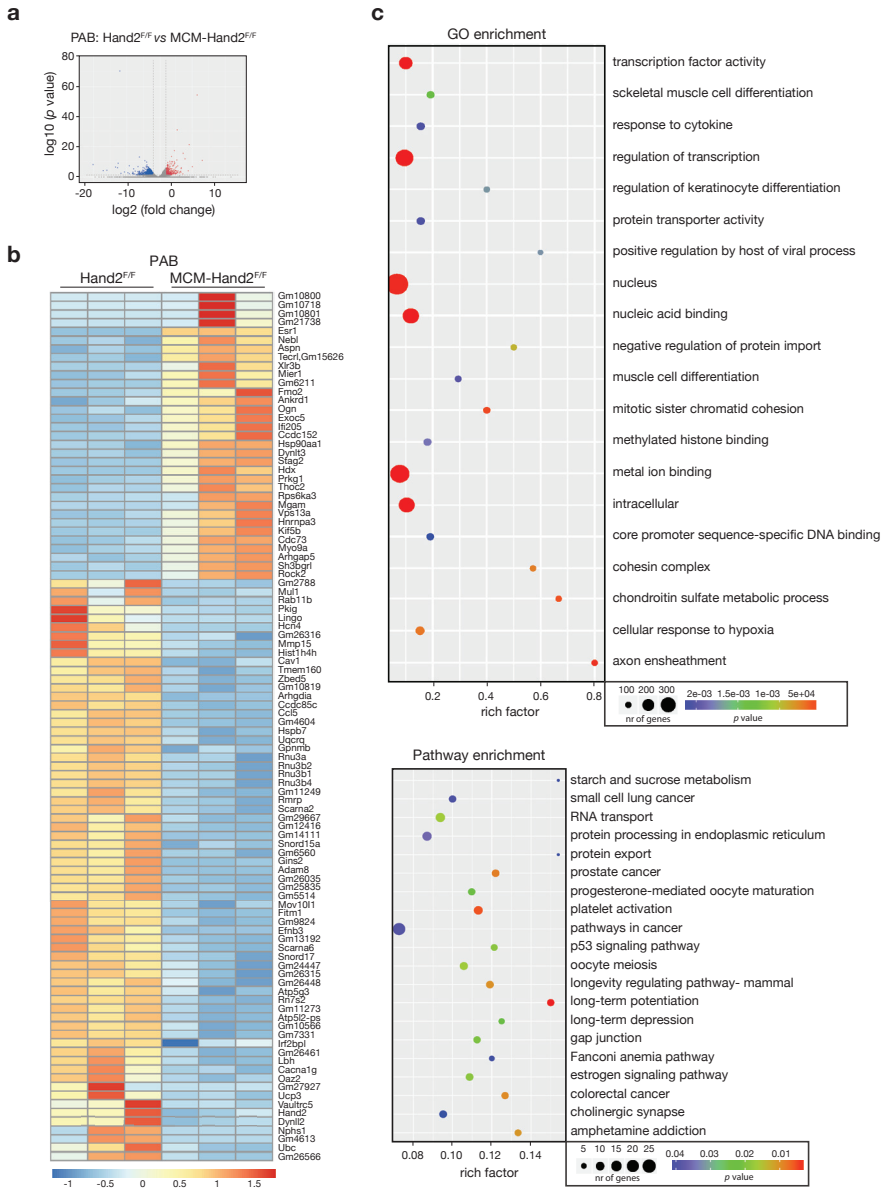 a
PAB: Hand2F/F vs MCM-Hand2F/F
log10 (p value)
80
60
40
20
0
-20
-10
0
10
log2 (fold change)
b
PAB
Hand2F/F
MCM-Hand2F/F
Gm10800
Gm10718
Gm10801
Gm21738
Esr1
Nebl
Aspn
Tecrl,Gm15626
Xlr3b
Mier1
Gm6211
Fmo2
Ankrd1
Ogn
Exoc5
Ifi205
Ccdc152
Hsp90aa1
Dynlt3
Stag2
Hdx
Prkg1
Thoc2
Rps6ka3
Mgam
Vps13a
Hnrnpa3
Kif5b
Cdc73
Myo9a
Arhgap5
Sh3bgrl
Rock2
Gm2788
Mul1
Rab11b
Pkig
Lingo
Hcn4
Gm26316
Mmp15
Hist1h4h
Cav1
Tmem160
Zbed5
Gm10819
Arhgdia
Ccdc85c
Ccl5
Gm4604
Hspb7
Uqcrq
Gpnmb
Rnu3a
Rnu3b2
Rnu3b1
Rnu3b4
Gm11249
Rmrp
Scarna2
Gm29667
Gm12416
Gm14111
Snord15a
Gm6560
Gins2
Adam8
Gm26035
Gm25835
Gm5514
Mov10l1
Fitm1
Gm9824
Efnb3
Gm13192
Scarna6
Snord17
Gm24447
Gm26315
Gm26448
Atp5g3
Rn7s2
Gm11273
Atp5l2-ps
Gm10566
Gm7331
Irf2bpl
Gm26461
Lbh
Cacna1g
Oaz2
Gm27927
Ucp3
Vaultrc5
Hand2
Dynll2
Nphs1
Gm4613
Ubc
Gm26566
-1 -0.5 0 0.5 1 1.5
c
GO enrichment
transcription factor activity
sckeletal muscle cell differentiation
response to cytokine
regulation of transcription
regulation of keratinocyte differentiation
protein transporter activity
positive regulation by host of viral process
nucleus
nucleic acid binding
negative regulation of protein import
muscle cell differentiation
mitotic sister chromatid cohesion
methylated histone binding
metal ion binding
intracellular
core promoter sequence-specific DNA binding
cohesin complex
chondroitin sulfate metabolic process
cellular response to hypoxia
axon ensheathment
0.2 0.4 0.6 0.8
rich factor
100 200 300
nr of genes
2e-03 1.5e-03 1e-03 5e+04
p value
Pathway enrichment
starch and sucrose metabolism
small cell lung cancer
RNA transport
protein processing in endoplasmic reticulum
protein export
prostate cancer
progesterone-mediated oocyte maturation
platelet activation
pathways in cancer
p53 signaling pathway
oocyte meiosis
longevity regulating pathway- mammal
long-term potentiation
long-term depression
gap junction
Fanconi anemia pathway
estrogen signaling pathway
colorectal cancer
cholinergic synapse
amphetamine addiction
0.08 0.10 0.12 0.14
rich factor
5 10 15 20 25
nr of genes
0.04 0.03 0.02 0.01
p value